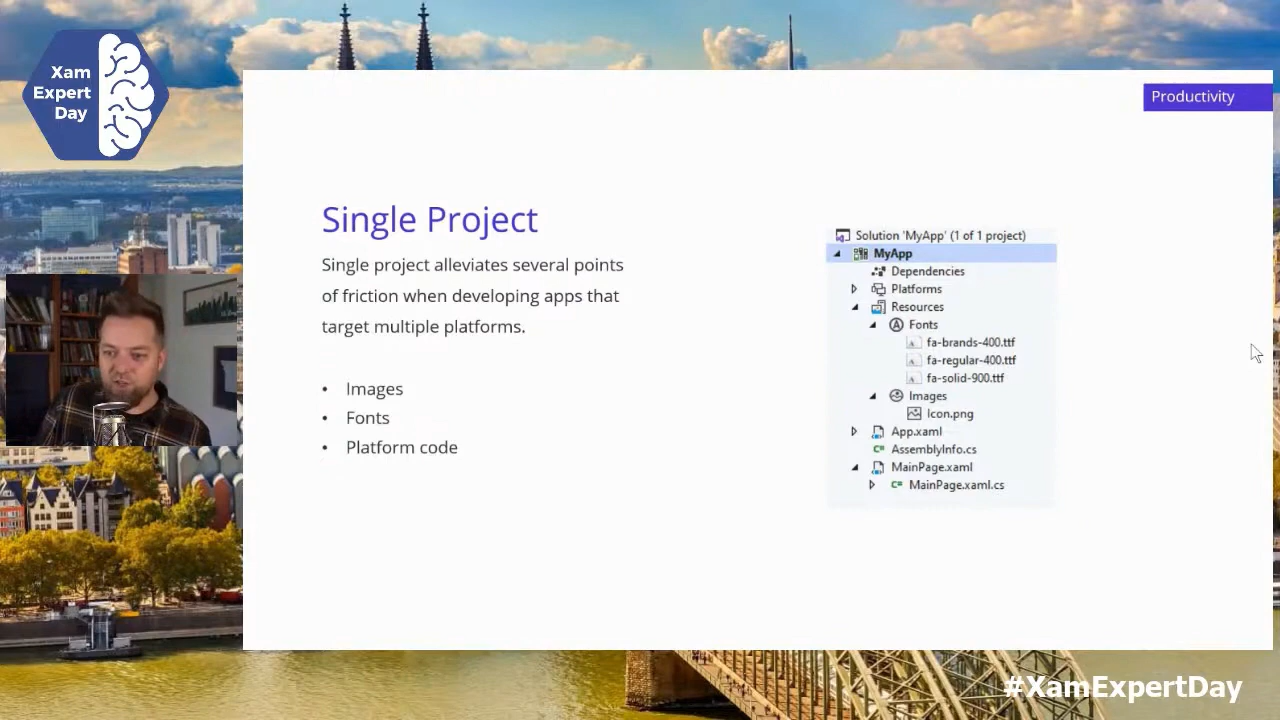 Xam
Expert
Day
Productivity
Single Project
Single project alleviates several points
of friction when developing apps that
target multiple platforms.
• Images
• Fonts
• Platform code
Solution 'MyApp' (1 of 1 project)
MyApp
Dependencies
Platforms
Resources
Fonts
fa-brands-400.ttf
fa-regular-400.ttf
fa-solid-900.ttf
Images
Icon.png
App.xaml
AssemblyInfo.cs
MainPage.xaml
MainPage.xaml.cs
#XamExpertDay